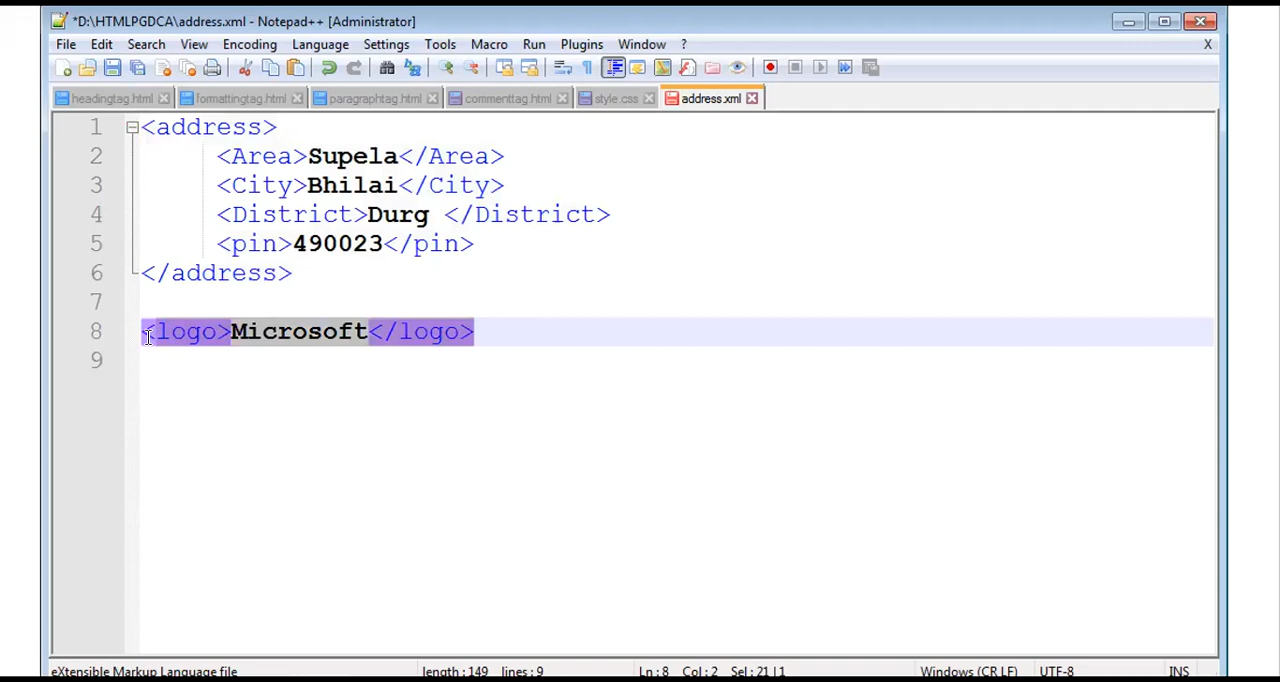 *D:\HTMLPGDCA\address.xml - Notepad++ [Administrator]
File Edit Search View Encoding Language Settings Tools Macro Run Plugins Window ? X
headingtag.html formattingtag.html paragraphtag.html commenttag.html style.css address.xml
1 <address>
2 <Area>Supela</Area>
3 <City>Bhilai</City>
4 <District>Durg </District>
5 <pin>490023</pin>
6 </address>
7
8 <logo>Microsoft</logo>
9
eXtensible Markup Language file length : 149 lines : 9 Ln : 8 Col : 2 Sel : 21 | 1 Windows (CR LF) UTF-8 INS